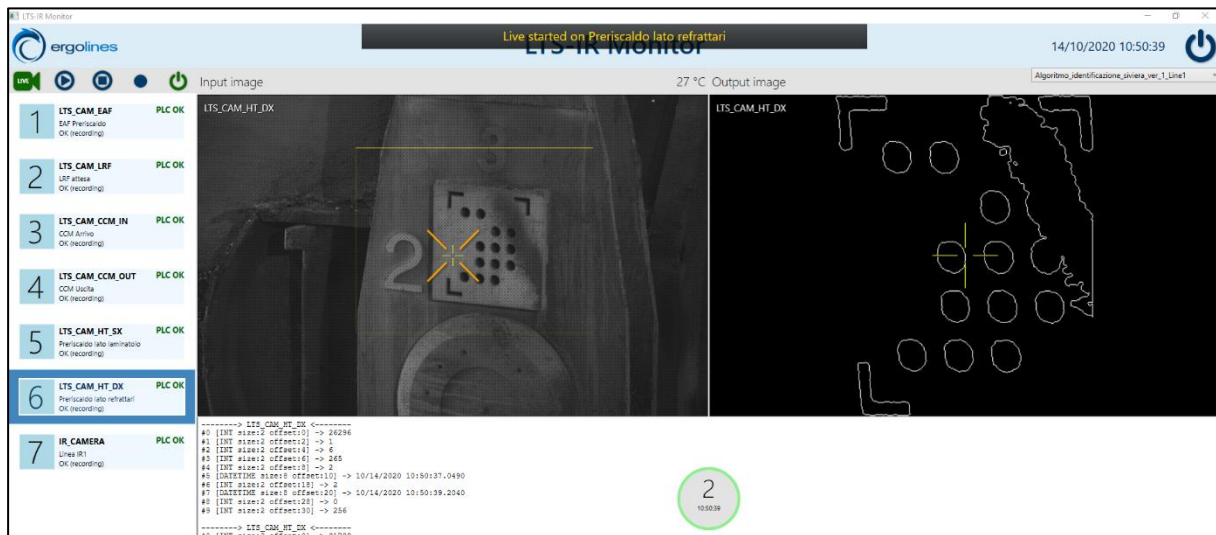 LTS-IR Monitor
ergolines
Live started on Preriscaldo lato refrattari
LTS-IR Monitor
14/10/2020 10:50:39
LIVE
Input image
27 °C
Output image
Algoritmo_identificazione_siviera_ver_1_Line1
1
LTS_CAM_EAF
PLC OK
EAF Preriscaldo
OK (recording)
2
LTS_CAM_LRF
PLC OK
LRF attesa
OK (recording)
3
LTS_CAM_CCM_IN
PLC OK
CCM Arrivo
OK (recording)
4
LTS_CAM_CCM_OUT
PLC OK
CCM Uscita
OK (recording)
5
LTS_CAM_HT_SX
PLC OK
Preriscaldo lato laminatoio
OK (recording)
6
LTS_CAM_HT_DX
PLC OK
Preriscaldo lato refrattari
OK (recording)
7
IR_CAMERA
PLC OK
Linea IR1
OK (recording)
LTS_CAM_HT_DX
2
LTS_CAM_HT_DX
--------> LTS_CAM_HT_DX <--------
#0 [INT size:2 offset:0] -> 26296
#1 [INT size:2 offset:2] -> 1
#2 [INT size:2 offset:4] -> 6
#3 [INT size:2 offset:6] -> 265
#4 [INT size:2 offset:8] -> 2
#5 [DATETIME size:8 offset:10] -> 10/14/2020 10:50:37.0490
#6 [INT size:2 offset:18] -> 2
#7 [DATETIME size:8 offset:20] -> 10/14/2020 10:50:39.2040
#8 [INT size:2 offset:28] -> 0
#9 [INT size:2 offset:30] -> 256
--------> LTS_CAM_HT_DX <--------
2
10:50:39